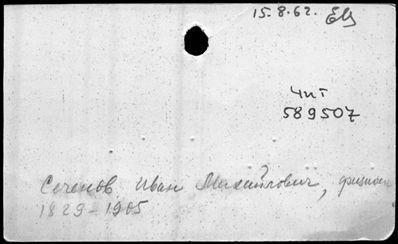 15.8.62.
Чит
589507
Сеченов Иван Михайлович,
1829-1905